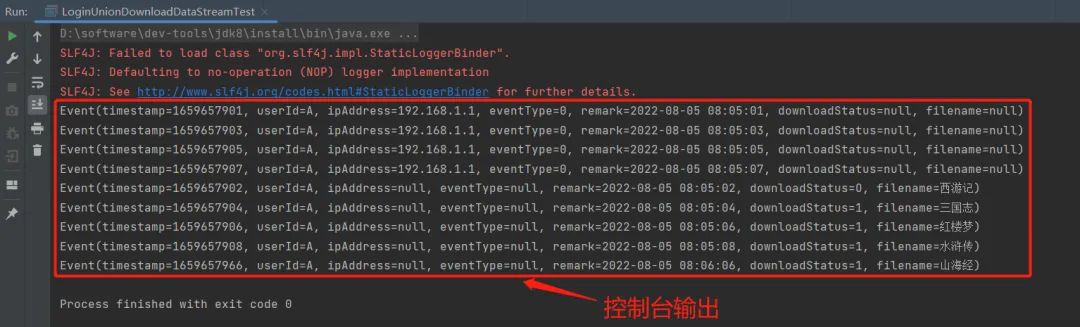 Run: LoginUnionDownloadDataStreamTest
D:\software\dev-tools\jdk8\install\bin\java.exe ...
SLF4J: Failed to load class "org.slf4j.impl.StaticLoggerBinder".
SLF4J: Defaulting to no-operation (NOP) logger implementation
SLF4J: See http://www.slf4j.org/codes.html#StaticLoggerBinder for further details.
Event(timestamp=1659657901, userId=A, ipAddress=192.168.1.1, eventType=0, remark=2022-08-05 08:05:01, downloadStatus=null, filename=null)
Event(timestamp=1659657903, userId=A, ipAddress=192.168.1.1, eventType=0, remark=2022-08-05 08:05:03, downloadStatus=null, filename=null)
Event(timestamp=1659657905, userId=A, ipAddress=192.168.1.1, eventType=0, remark=2022-08-05 08:05:05, downloadStatus=null, filename=null)
Event(timestamp=1659657907, userId=A, ipAddress=192.168.1.1, eventType=0, remark=2022-08-05 08:05:07, downloadStatus=null, filename=null)
Event(timestamp=1659657902, userId=A, ipAddress=null, eventType=null, remark=2022-08-05 08:05:02, downloadStatus=0, filename=西游记)
Event(timestamp=1659657904, userId=A, ipAddress=null, eventType=null, remark=2022-08-05 08:05:04, downloadStatus=1, filename=三国志)
Event(timestamp=1659657906, userId=A, ipAddress=null, eventType=null, remark=2022-08-05 08:05:06, downloadStatus=1, filename=红楼梦)
Event(timestamp=1659657908, userId=A, ipAddress=null, eventType=null, remark=2022-08-05 08:05:08, downloadStatus=1, filename=水浒传)
Event(timestamp=1659657966, userId=A, ipAddress=null, eventType=null, remark=2022-08-05 08:06:06, downloadStatus=1, filename=山海经)
Process finished with exit code 0
控制台输出